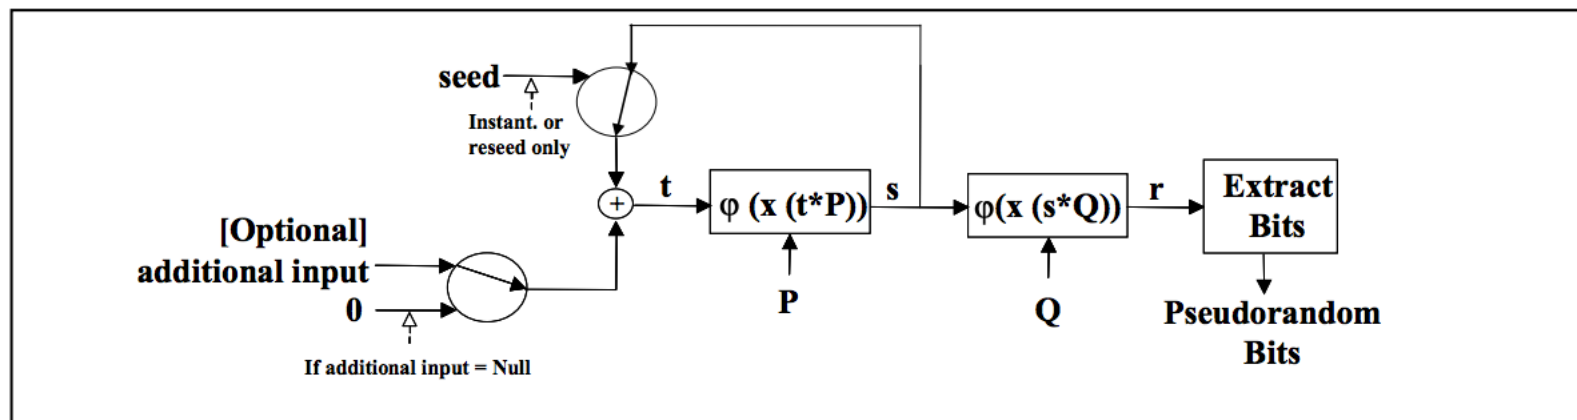 seed
Instant. or
reseed only
t
φ (x (t*P))
s
φ(x (s*Q))
r
Extract
Bits
+
[Optional]
additional input
0
P
Q
Pseudorandom
Bits
If additional input = Null